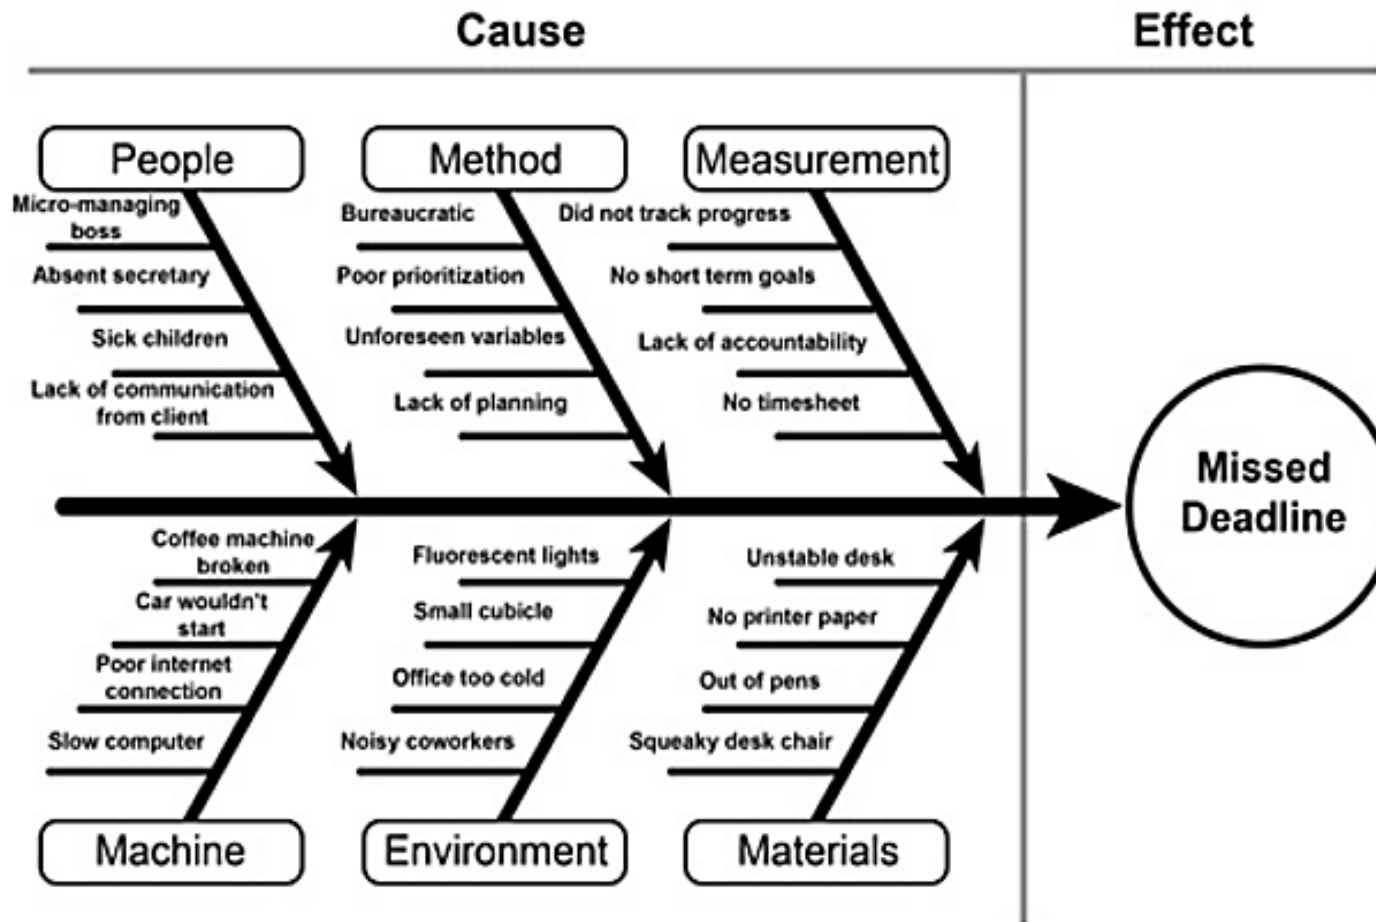 Cause
Effect
People
Method
Measurement
Micro-managing
boss
Absent secretary
Sick children
Lack of communication
from client
Bureaucratic
Poor prioritization
Unforeseen variables
Lack of planning
Did not track progress
No short term goals
Lack of accountability
No timesheet
Missed
Deadline
Coffee machine
broken
Car wouldn't
start
Poor internet
connection
Slow computer
Fluorescent lights
Small cubicle
Office too cold
Noisy coworkers
Unstable desk
No printer paper
Out of pens
Squeaky desk chair
Machine
Environment
Materials